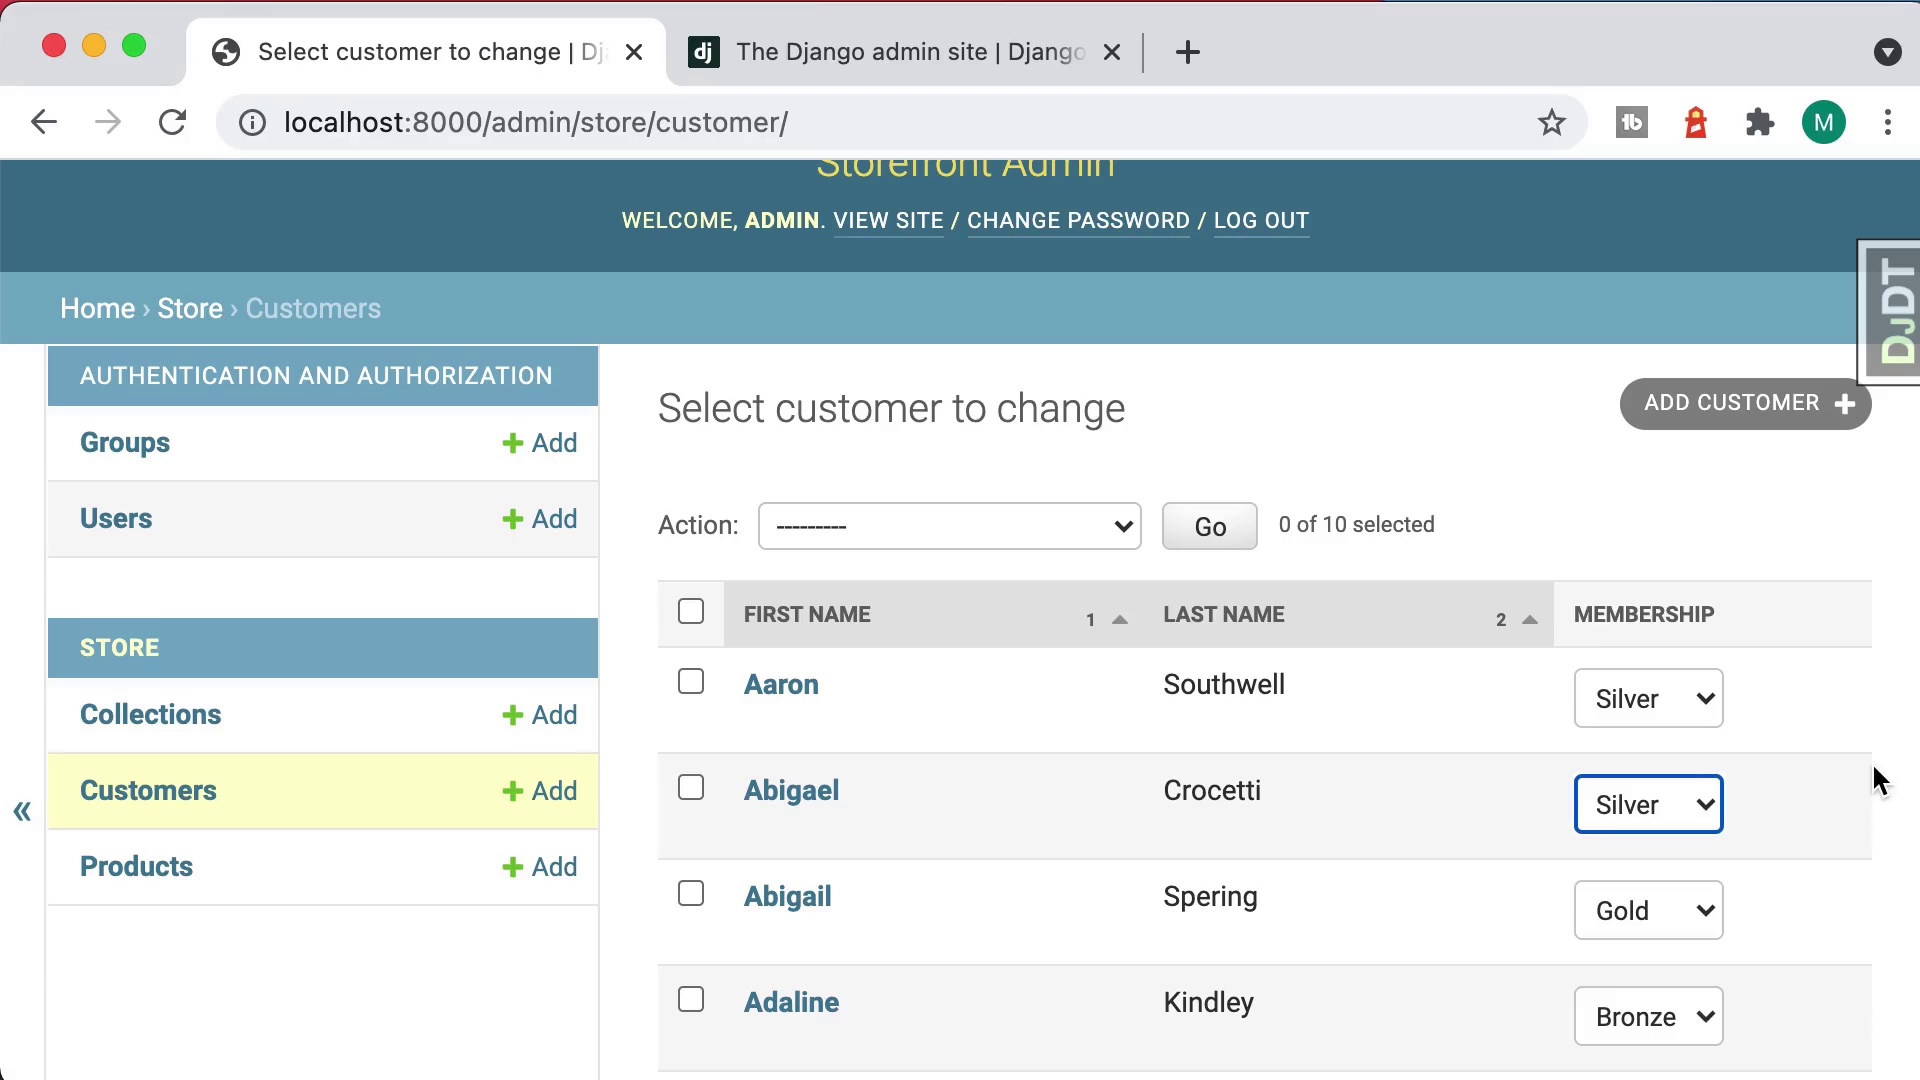 Select customer to change | Dj
dj The Django admin site | Django
localhost:8000/admin/store/customer/
tb
M
Storefront Admin
WELCOME, ADMIN. VIEW SITE / CHANGE PASSWORD / LOG OUT
DJDT
Home › Store › Customers
AUTHENTICATION AND AUTHORIZATION
Groups + Add
Users + Add
STORE
Collections + Add
Customers + Add
Products + Add
«
Select customer to change
ADD CUSTOMER +
Action: --------- Go 0 of 10 selected
FIRST NAME 1 LAST NAME 2 MEMBERSHIP
Aaron Southwell Silver
Abigael Crocetti Silver
Abigail Spering Gold
Adaline Kindley Bronze